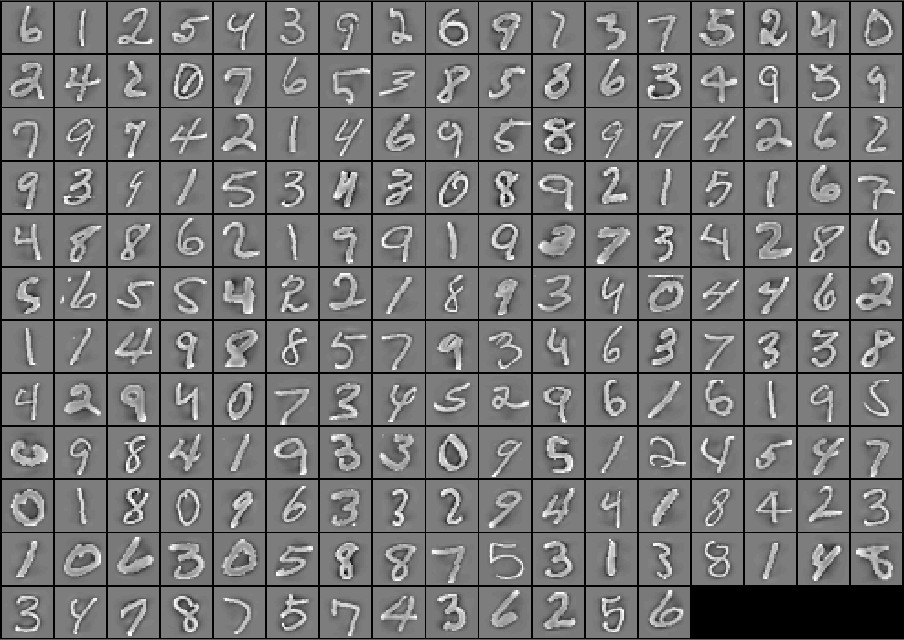 6 1 2 5 4 3 9 2 6 9 1 3 7 5 2 4 0
2 4 2 0 7 6 5 3 8 5 8 6 3 4 9 3 9
7 9 7 4 2 1 4 6 9 5 8 9 7 4 2 6 2
9 3 9 1 5 3 4 3 0 8 9 2 1 5 1 6 7
4 8 8 6 2 1 9 9 1 9 3 7 3 4 2 8 6
5 6 5 5 4 2 2 1 8 9 3 4 0 4 4 6 2
1 1 4 9 8 8 5 7 9 3 4 6 3 7 3 3 8
4 2 9 4 0 7 3 4 5 2 9 6 1 6 1 9 5
9 8 4 1 9 3 3 0 9 5 1 2 4 5 4 7
0 1 8 0 9 6 3 3 2 9 4 4 1 8 4 2 3
1 0 6 3 0 5 8 8 7 5 3 1 3 8 1 4 8
3 4 7 8 7 5 7 4 3 6 2 5 6